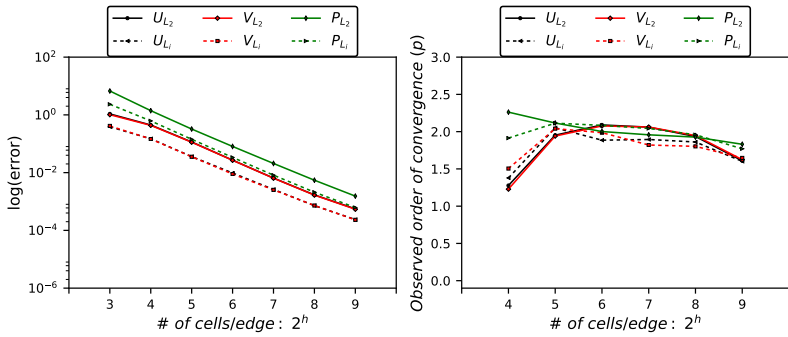 U_{L_2} V_{L_2} P_{L_2}
U_{L_i} V_{L_i} P_{L_i}
log(error)
10^2
10^0
10^{-2}
10^{-4}
10^{-6}
3 4 5 6 7 8 9
# of cells/edge: 2^h
U_{L_2} V_{L_2} P_{L_2}
U_{L_i} V_{L_i} P_{L_i}
Observed order of convergence (p)
3.0
2.5
2.0
1.5
1.0
0.5
0.0
4 5 6 7 8 9
# of cells/edge: 2^h